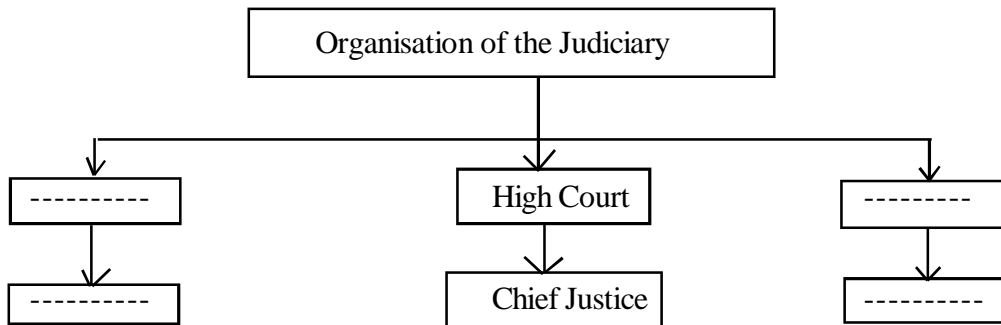 Organisation of the Judiciary
---------- High Court ---------
---------- Chief Justice ----------